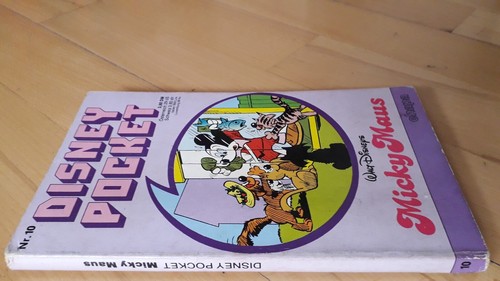 Nr. 10
DISNEY
POCKET
WALT DISNEY'S
Micky Maus
DISNEY POCKET Micky Maus
10